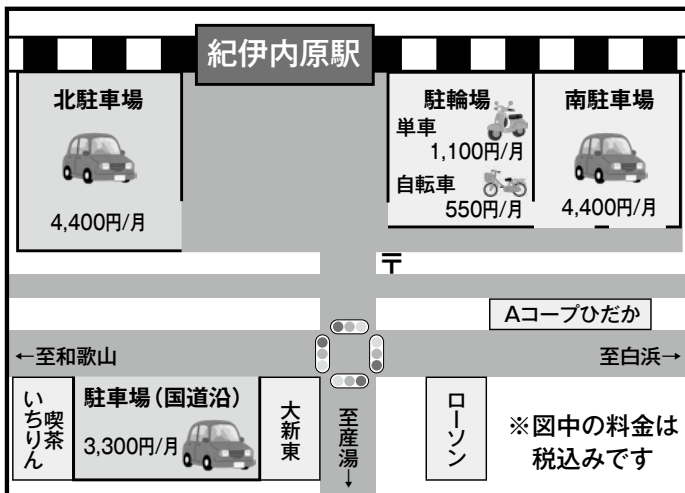 紀伊内原駅
北駐車場
4,400円/月
駐輪場
単車
1,100円/月
自転車
550円/月
南駐車場
4,400円/月
〒
Aコープひだか
←至和歌山
至白浜→
喫茶
いちりん
駐車場(国道沿)
3,300円/月
大新東
至産湯→
ローソン
※図中の料金は
税込みです